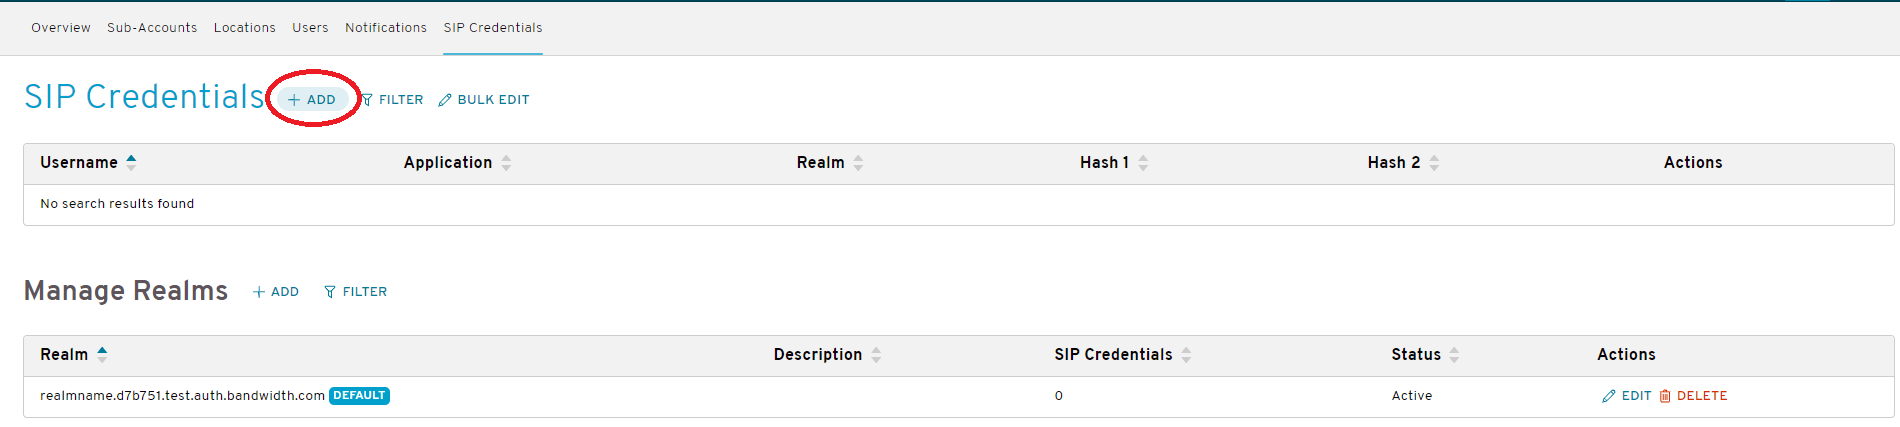 Overview Sub-Accounts Locations Users Notifications SIP Credentials
SIP Credentials + ADD FILTER BULK EDIT
Username Application Realm Hash 1 Hash 2 Actions
No search results found
Manage Realms + ADD FILTER
Realm Description SIP Credentials Status Actions
realmname.d7b751.test.auth.bandwidth.com DEFAULT 0 Active EDIT DELETE